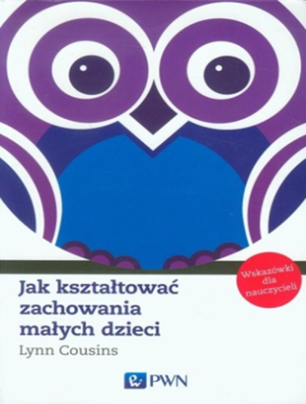 Jak kształtować
zachowania
małych dzieci
Lynn Cousins
Wskazówki
dla
nauczycieli
PWN